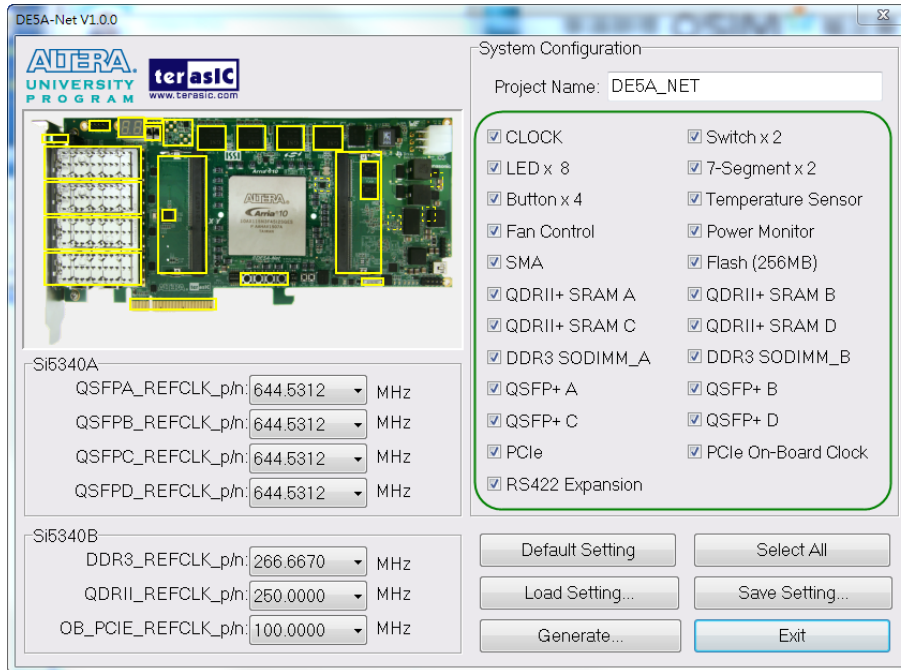 DE5A-Net V1.0.0
ALTERA.
UNIVERSITY
PROGRAM
terasIC
www.terasic.com
ALTERA
Arria 10
System Configuration
Project Name: DE5A_NET
CLOCK
Switch x 2
LED x 8
7-Segment x 2
Button x 4
Temperature Sensor
Fan Control
Power Monitor
SMA
Flash (256MB)
QDRII+ SRAM A
QDRII+ SRAM B
QDRII+ SRAM C
QDRII+ SRAM D
DDR3 SODIMM_A
DDR3 SODIMM_B
QSFP+ A
QSFP+ B
QSFP+ C
QSFP+ D
PCIe
PCIe On-Board Clock
RS422 Expansion
Si5340A
QSFPA_REFCLK_p/n: 644.5312 MHz
QSFPB_REFCLK_p/n: 644.5312 MHz
QSFPC_REFCLK_p/n: 644.5312 MHz
QSFPD_REFCLK_p/n: 644.5312 MHz
Si5340B
DDR3_REFCLK_p/n: 266.6670 MHz
QDRII_REFCLK_p/n: 250.0000 MHz
OB_PCIE_REFCLK_p/n: 100.0000 MHz
Default Setting
Select All
Load Setting...
Save Setting...
Generate...
Exit